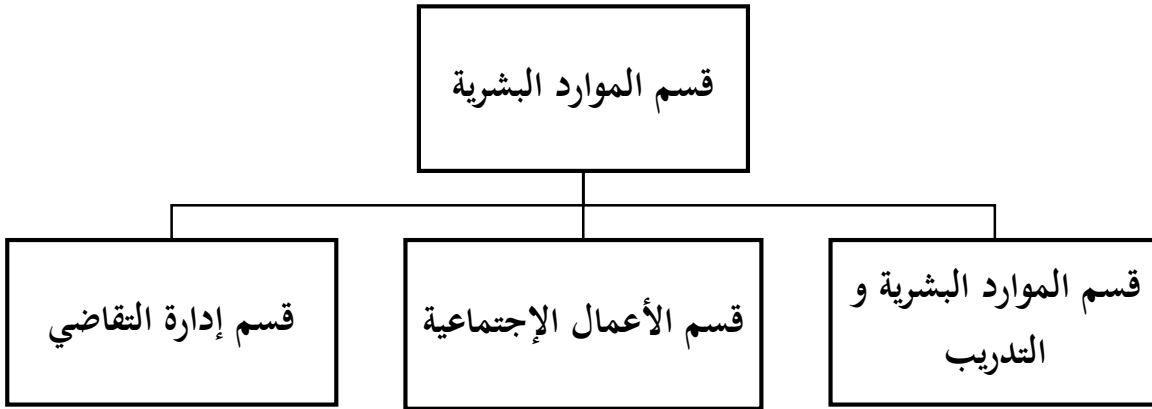 قسم الموارد البشرية
قسم الموارد البشرية و
التدريب
قسم الأعمال الإجتماعية
قسم إدارة التقاضي